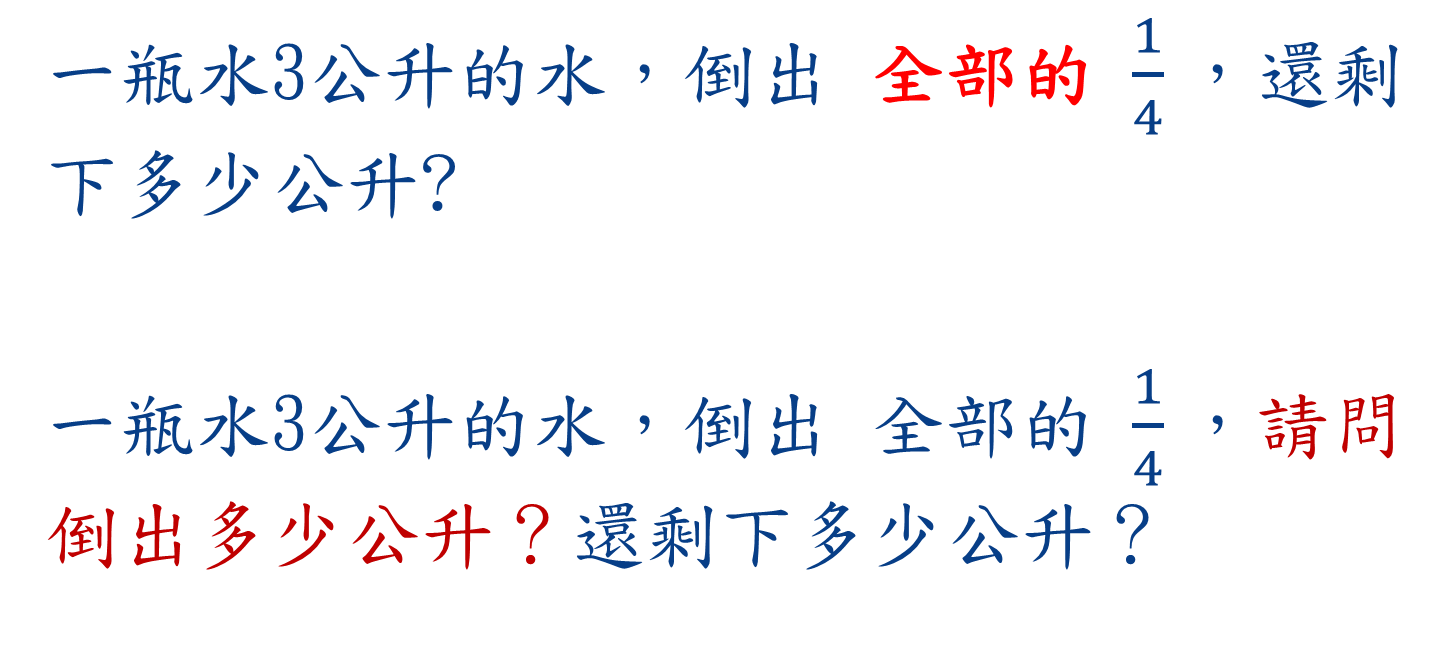 一瓶水3公升的水，倒出 全部的 1/4 ，還剩
下多少公升?
一瓶水3公升的水，倒出 全部的 1/4 ，請問
倒出多少公升？還剩下多少公升？